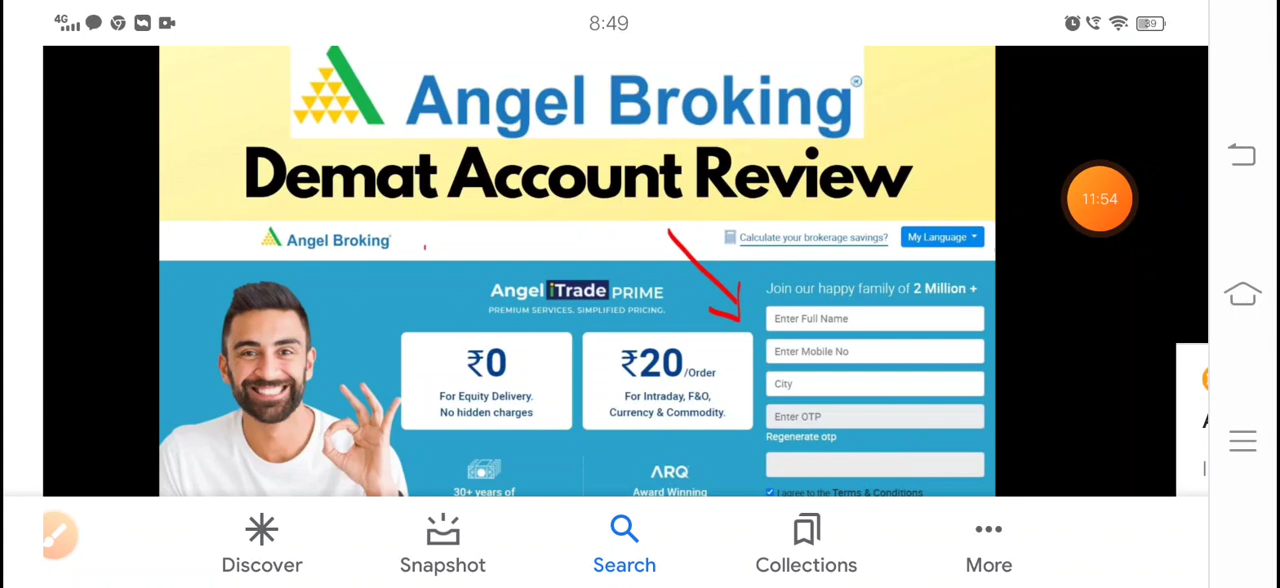 4G
8:49
89
Angel Broking®
Demat Account Review
11:54
Angel Broking
Calculate your brokerage savings?
My Language
Angel iTrade PRIME
PREMIUM SERVICES. SIMPLIFIED PRICING.
Join our happy family of 2 Million +
Enter Full Name
₹0
For Equity Delivery.
No hidden charges
₹20/Order
For Intraday, F&O,
Currency & Commodity.
Enter Mobile No
City
Enter OTP
Regenerate otp
30+ years of
ARQ
Award Winning
I agree to the Terms & Conditions
Discover
Snapshot
Search
Collections
More